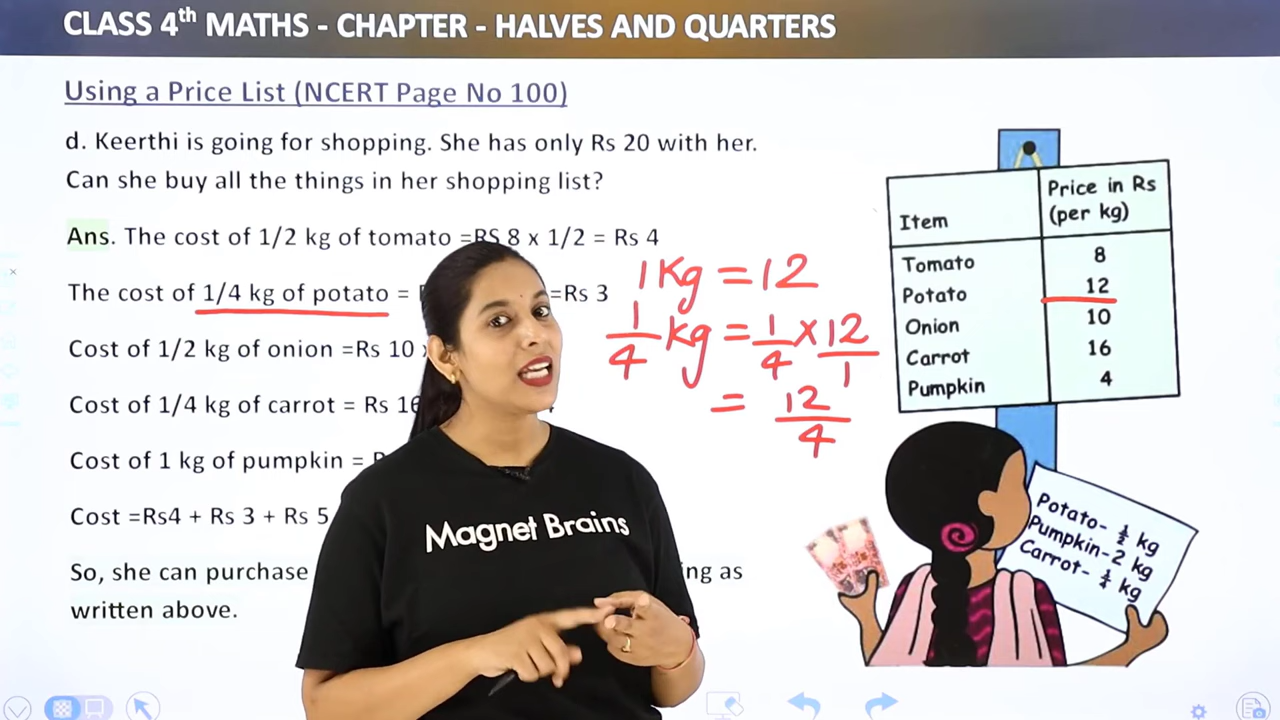 CLASS 4th MATHS - CHAPTER - HALVES AND QUARTERS
Using a Price List (NCERT Page No 100)
d. Keerthi is going for shopping. She has only Rs 20 with her.
Can she buy all the things in her shopping list?
Ans. The cost of 1/2 kg of tomato =RS 8 x 1/2 = Rs 4
The cost of 1/4 kg of potato = =Rs 3
Cost of 1/2 kg of onion =Rs 10
Cost of 1/4 kg of carrot = Rs 16
Cost of 1 kg of pumpkin =
Cost =Rs4 + Rs 3 + Rs 5
So, she can purchase as
written above.
1 Kg = 12
1/4 kg = 1/4 × 12/1
= 12/4
Item Price in Rs (per kg)
Tomato 8
Potato 12
Onion 10
Carrot 16
Pumpkin 4
Potato- ½ kg
Pumpkin-2 kg
Carrot- kg
Magnet Brains